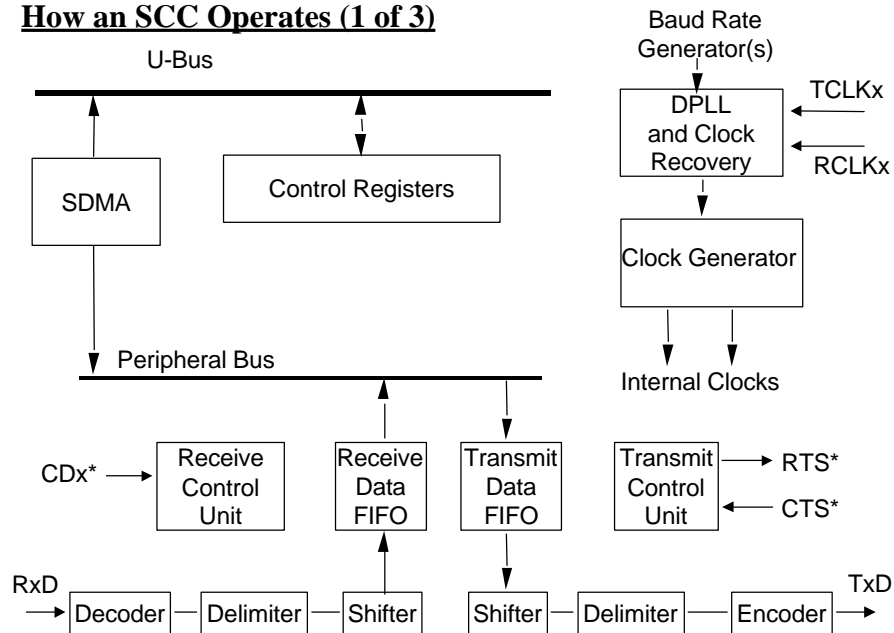 How an SCC Operates (1 of 3)
U-Bus
SDMA
Control Registers
Baud Rate
Generator(s)
DPLL
and Clock
Recovery
TCLKx
RCLKx
Clock Generator
Internal Clocks
Peripheral Bus
CDx*
Receive
Control
Unit
Receive
Data
FIFO
Transmit
Data
FIFO
Transmit
Control
Unit
RTS*
CTS*
RxD
Decoder
Delimiter
Shifter
Shifter
Delimiter
Encoder
TxD